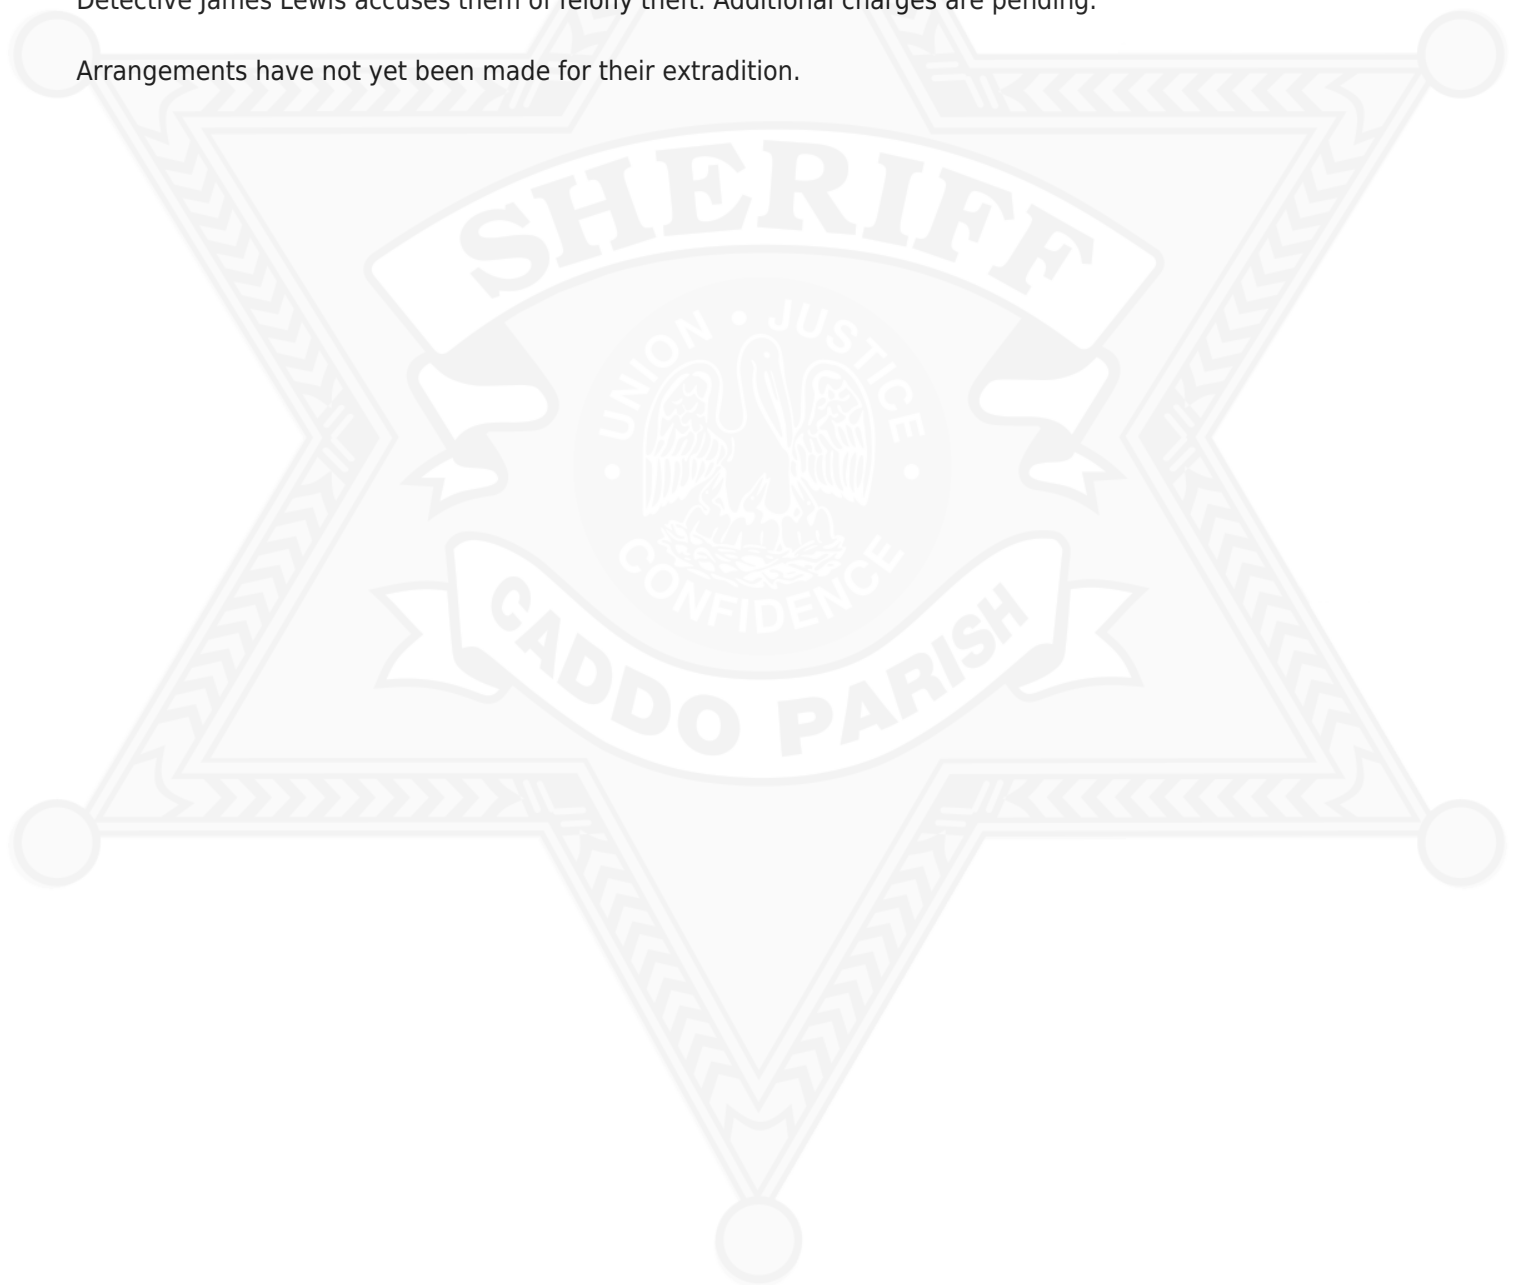 Detective James Lewis accuses them of felony theft. Additional charges are pending.
Arrangements have not yet been made for their extradition.
SHERIFF
UNION • JUSTICE
CONFIDENCE
CADDO PARISH